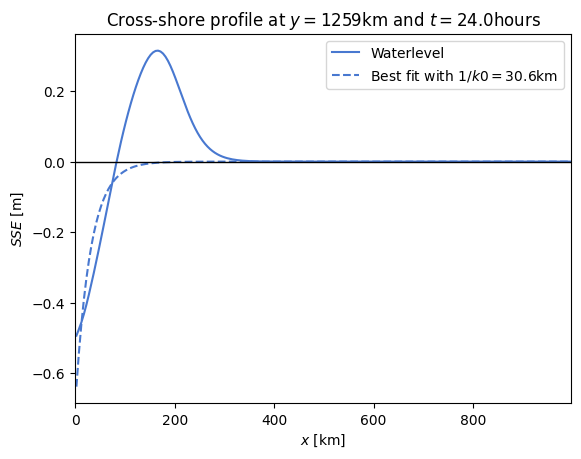 Cross-shore profile at y = 1259km and t = 24.0hours
Waterlevel
Best fit with 1/k0 = 30.6km
SSE [m]
0.2
0.0
−0.2
−0.4
−0.6
0 200 400 600 800
x [km]